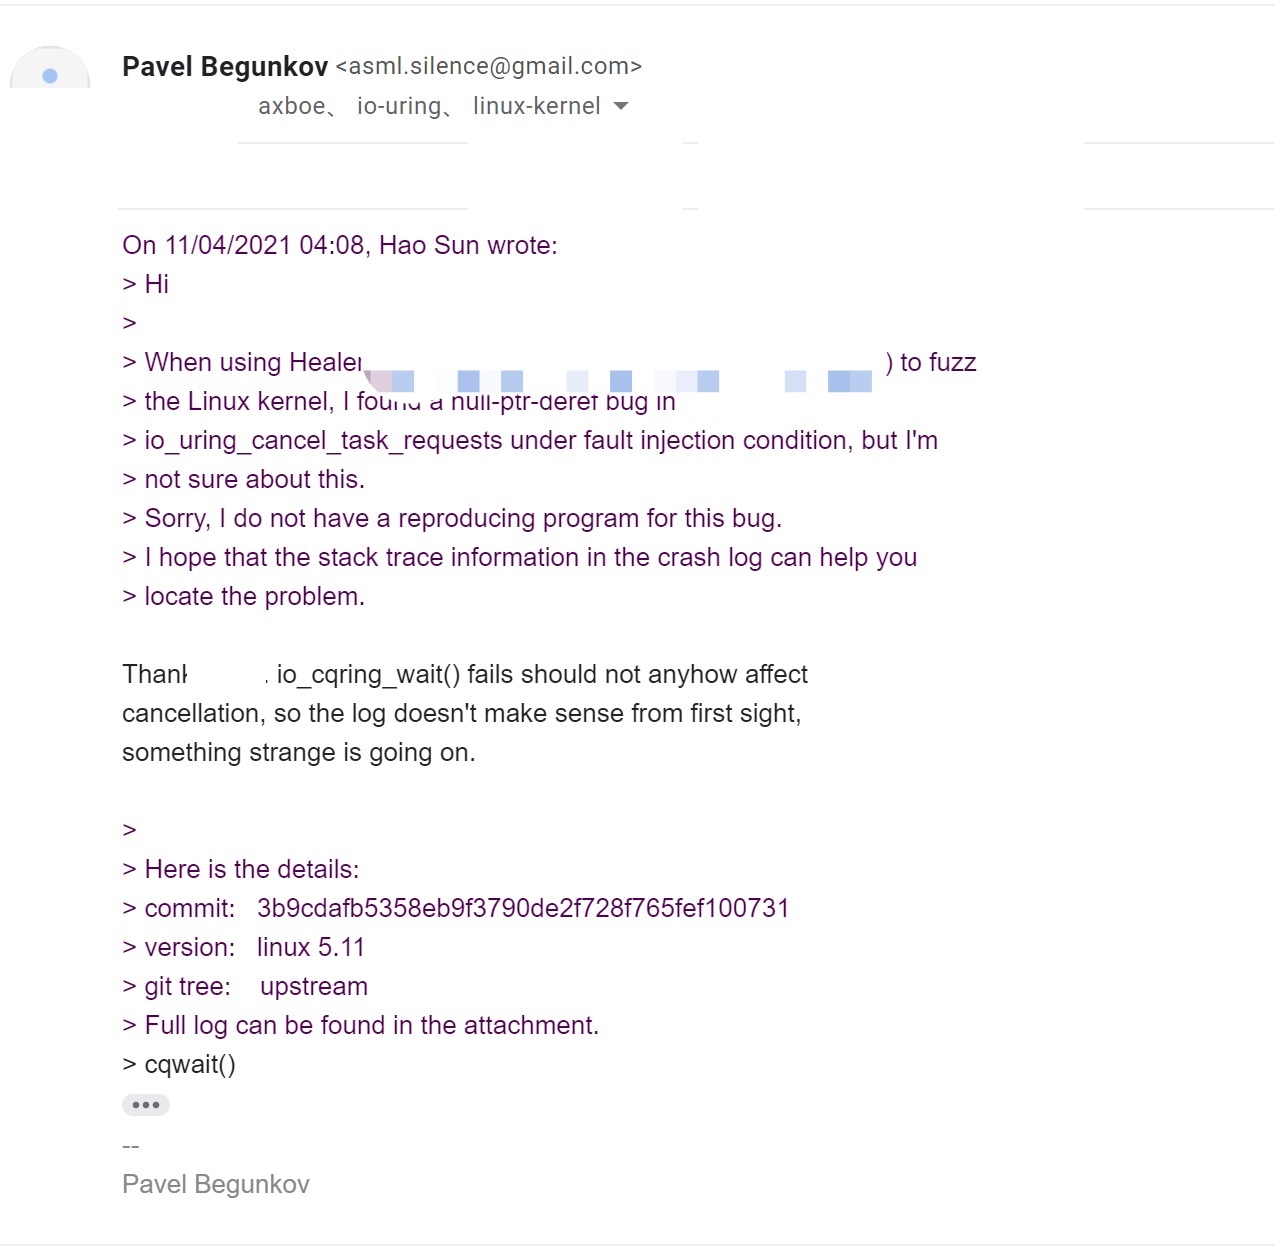 Pavel Begunkov <asml.silence@gmail.com>
axboe、 io-uring、 linux-kernel
On 11/04/2021 04:08, Hao Sun wrote:
> Hi
>
> When using Healer ) to fuzz
> the Linux kernel, I found a null-ptr-deref bug in
> io_uring_cancel_task_requests under fault injection condition, but I'm
> not sure about this.
> Sorry, I do not have a reproducing program for this bug.
> I hope that the stack trace information in the crash log can help you
> locate the problem.
. io_cqring_wait() fails should not anyhow affect
cancellation, so the log doesn't make sense from first sight,
something strange is going on.
>
> Here is the details:
> commit: 3b9cdafb5358eb9f3790de2f728f765fef100731
> version: linux 5.11
> git tree: upstream
> Full log can be found in the attachment.
> cqwait()
--
Pavel Begunkov